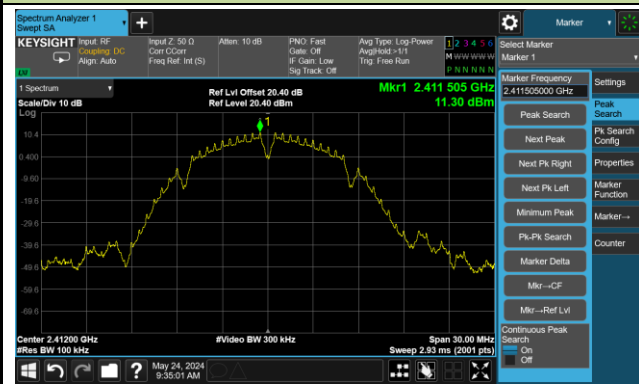 Spectrum Analyzer 1
Swept SA
+
Marker
KEYSIGHT
Input: RF
Coupling: DC
Align: Auto
Input Z: 50 Ω
Corr CCorr
Freq Ref: Int (S)
Atten: 10 dB
PNO: Fast
Gate: Off
IF Gain: Low
Sig Track: Off
Avg Type: Log-Power
Avg|Hold:>1/1
Trig: Free Run
1 2 3 4 5 6
M W W W W W
P N N N N N
LVI
Select Marker
Marker 1
1 Spectrum
Scale/Div 10 dB
Log
Ref Lvl Offset 20.40 dB
Ref Level 20.40 dBm
Mkr1 2.411 505 GHz
11.30 dBm
1
10.4
0.400
-9.60
-19.6
-29.6
-39.6
-49.6
-59.6
-69.6
Center 2.41200 GHz
#Res BW 100 kHz
#Video BW 300 kHz
Span 30.00 MHz
Sweep 2.93 ms (2001 pts)
Marker Frequency
2.411505000 GHz
Peak Search
Next Peak
Next Pk Right
Next Pk Left
Minimum Peak
Pk-Pk Search
Marker Delta
Mkr→CF
Mkr→Ref Lvl
Continuous Peak
Search
On
Off
Settings
Peak
Search
Pk Search
Config
Properties
Marker
Function
Marker→
Counter
?
May 24, 2024
9:35:01 AM